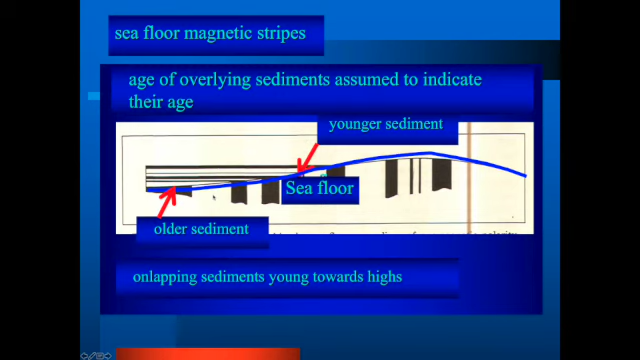 sea floor magnetic stripes
age of overlying sediments assumed to indicate
their age
younger sediment
Sea floor
older sediment
onlapping sediments young towards highs